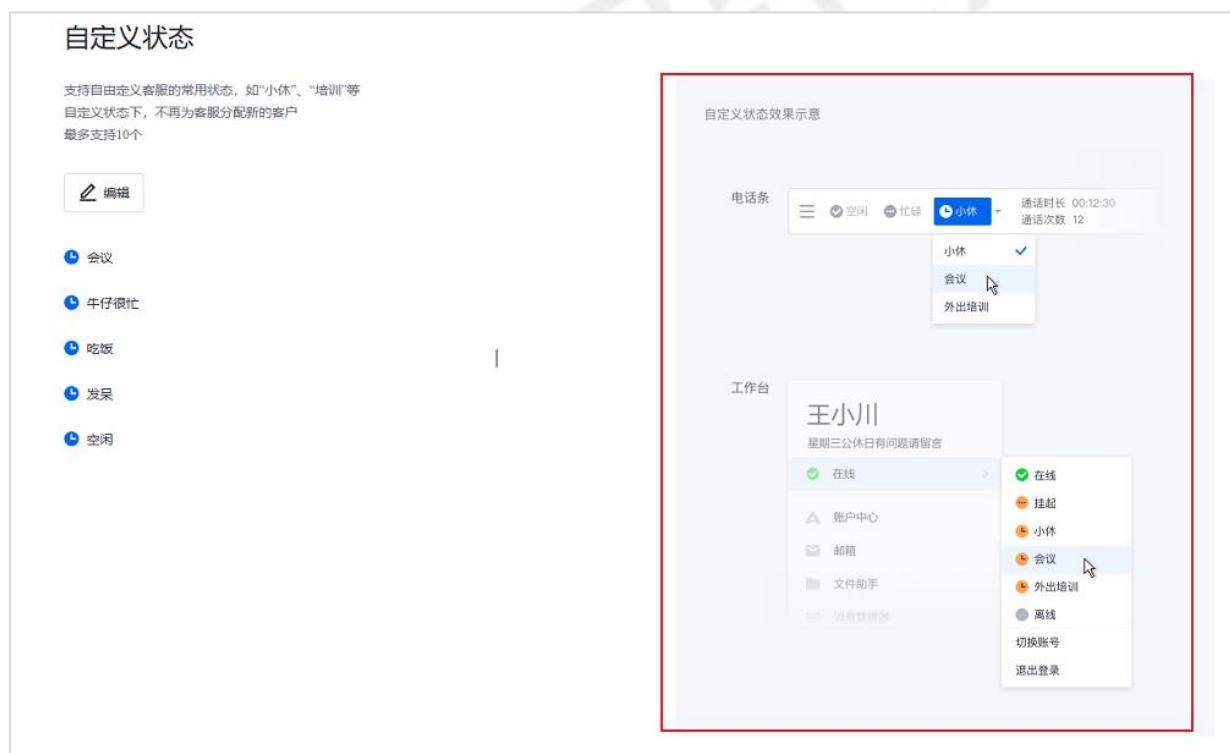 自定义状态
支持自由定义客服的常用状态，如“小休”、“培训”等
自定义状态下，不再为客服分配新的客户
最多支持10个
编辑
会议
牛仔很忙
吃饭
发呆
空闲
自定义状态效果示意
电话条
空闲 忙碌 小休 通话时长 00:12:30
通话次数 12
小休
会议
外出培训
工作台
王小川
星期三公休日有问题请留言
在线
账户中心
邮箱
文件助手
消息管理器
在线
挂起
小休
会议
外出培训
离线
切换账号
退出登录